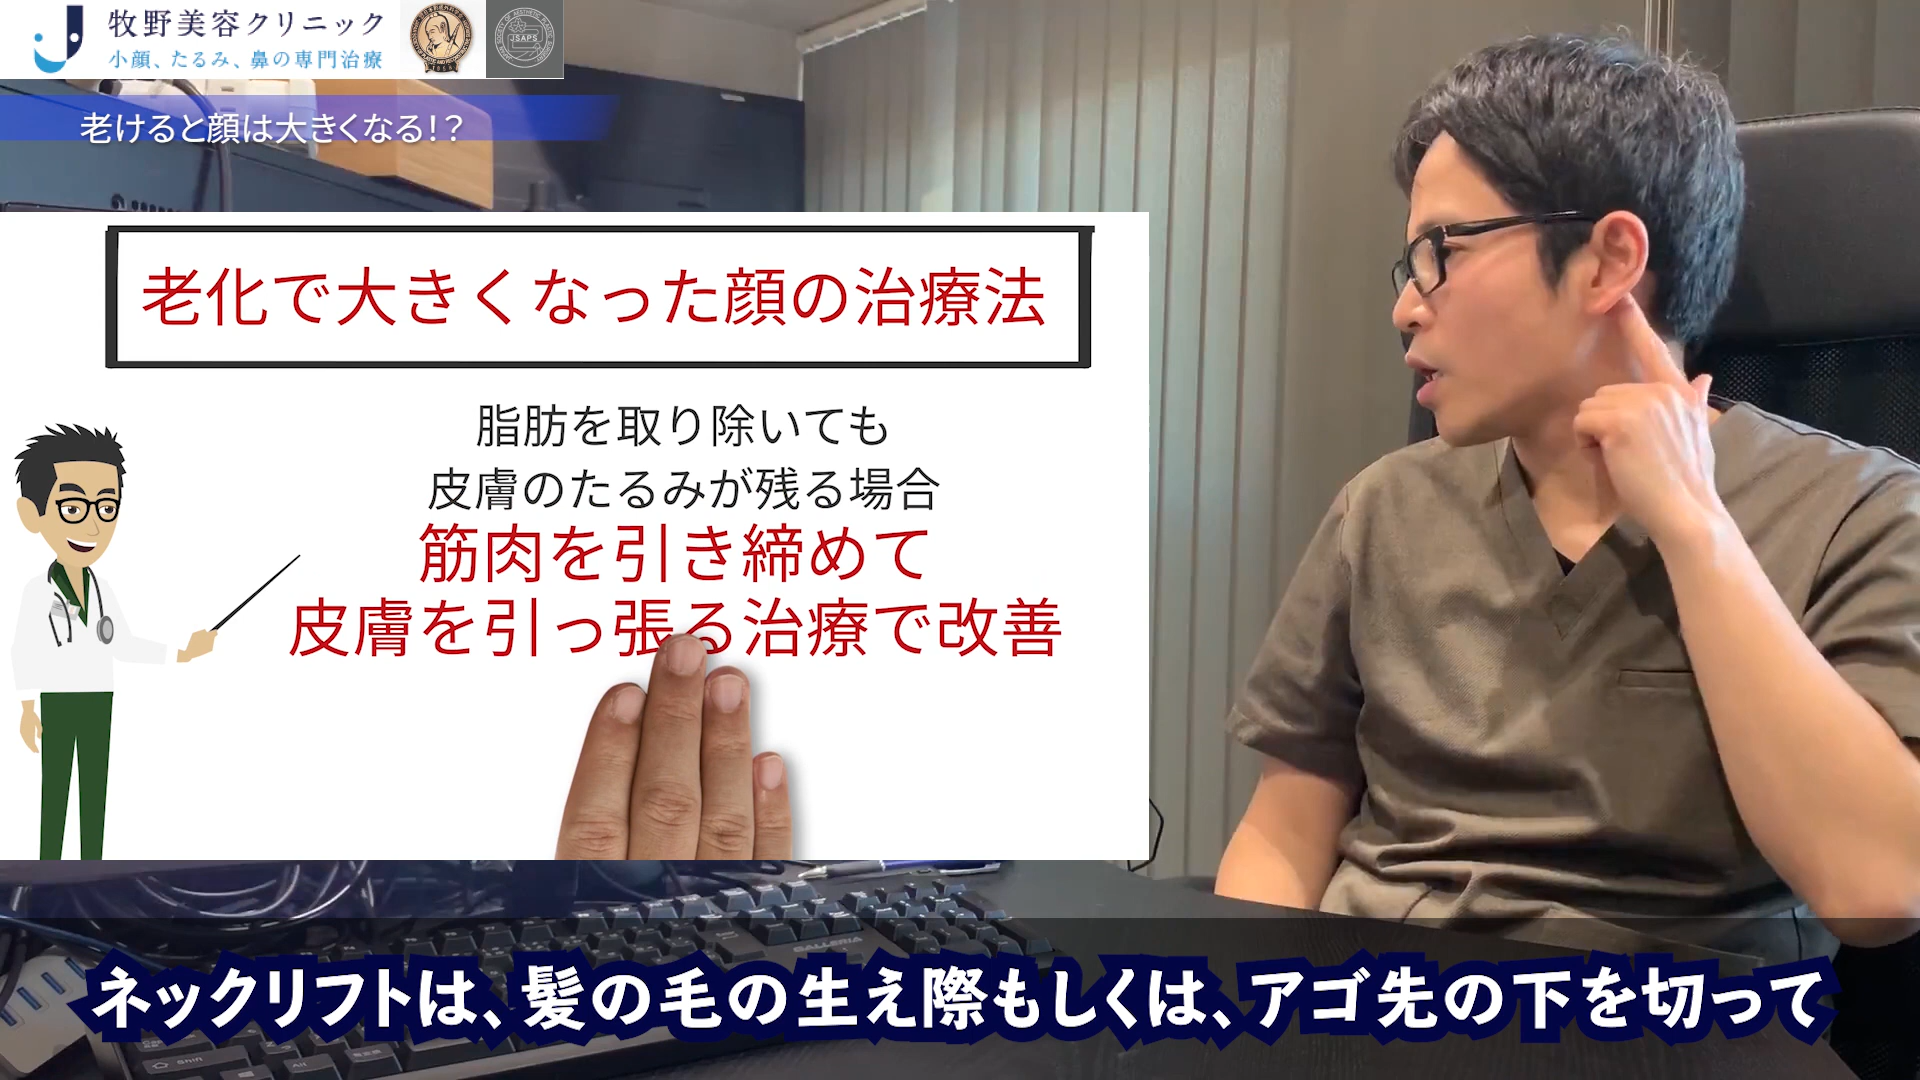 牧野美容クリニック
小顔、たるみ、鼻の専門治療
JSAPS
老けると顔は大きくなる!?
老化で大きくなった顔の治療法
脂肪を取り除いても
皮膚のたるみが残る場合
筋肉を引き締めて
皮膚を引っ張る治療で改善
GALLERIA
ネックリフトは、髪の毛の生え際もしくは、アゴ先の下を切って